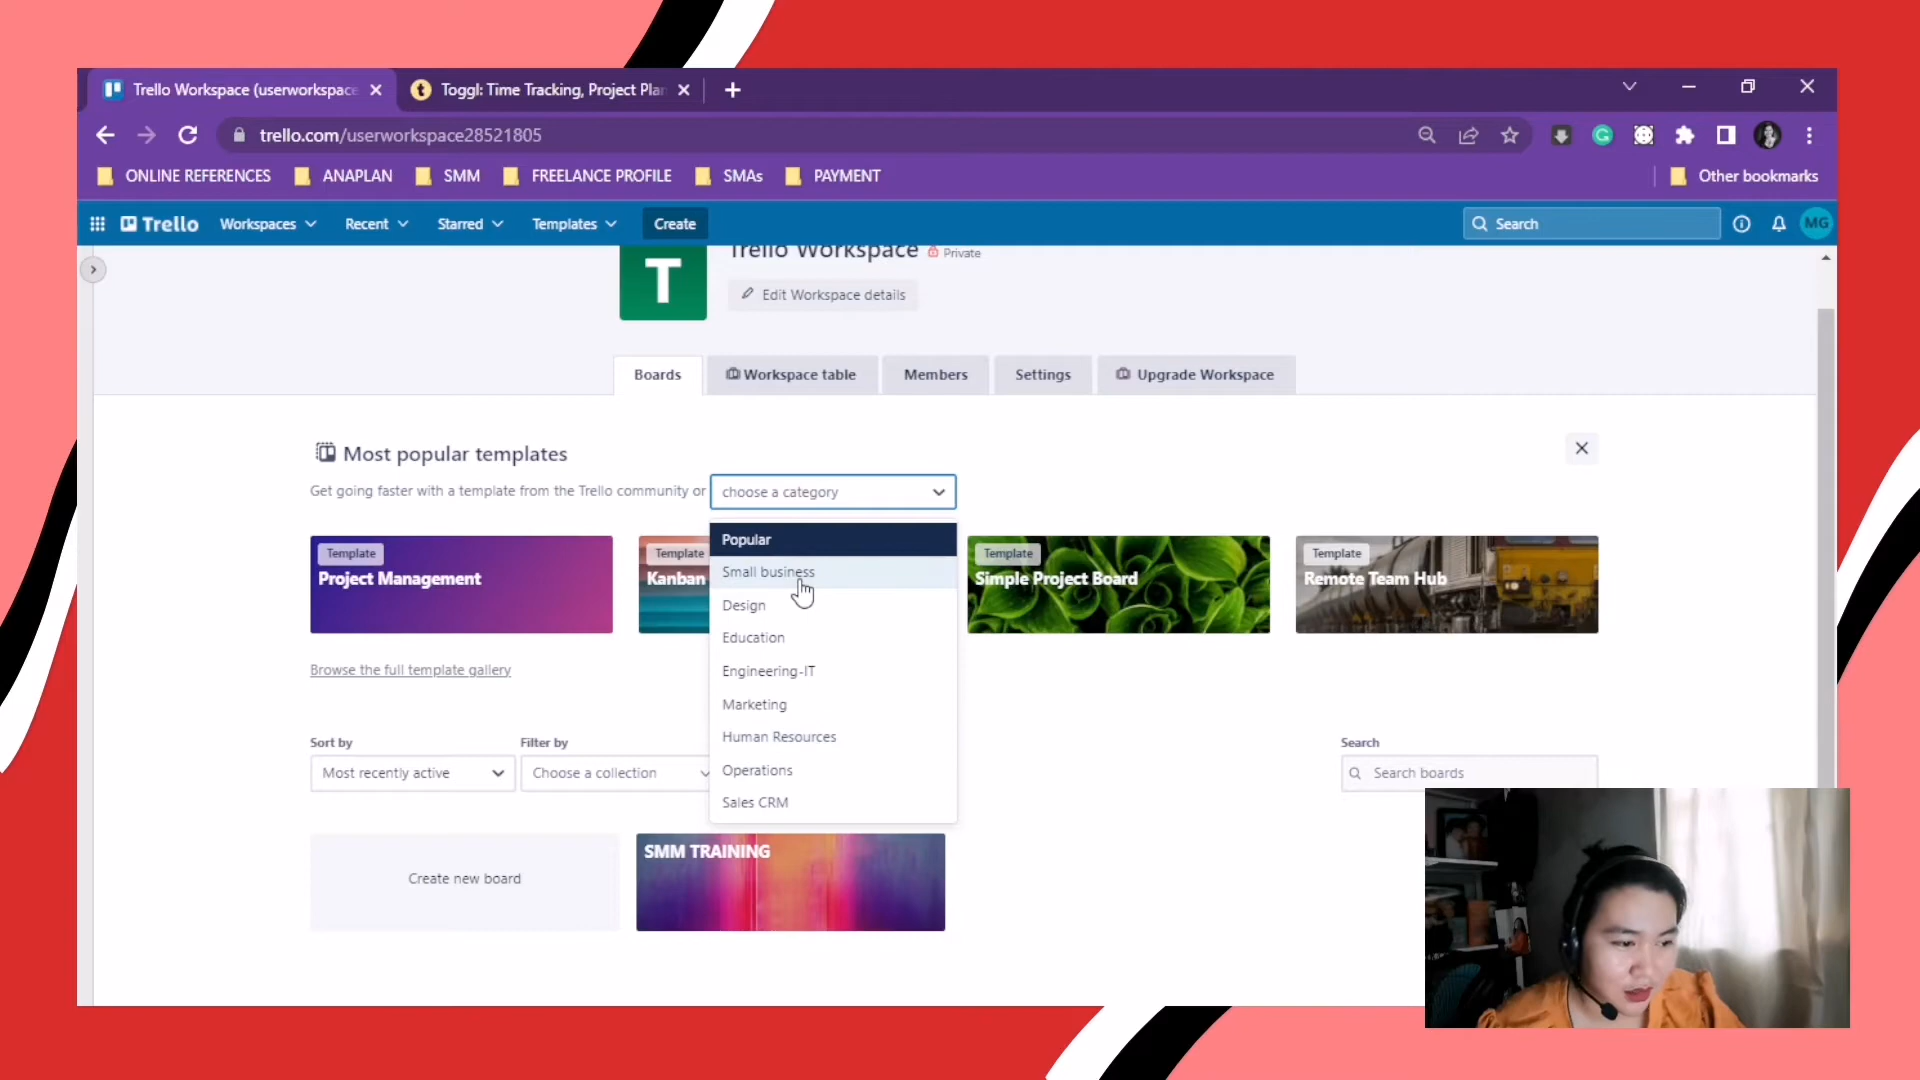 Trello Workspace (userworkspace
Toggl: Time Tracking, Project Plan
trello.com/userworkspace28521805
ONLINE REFERENCES
ANAPLAN
SMM
FREELANCE PROFILE
SMAs
PAYMENT
Other bookmarks
Trello
Workspaces
Recent
Starred
Templates
Create
Search
MG
T
Trello Workspace
Private
Edit Workspace details
Boards
Workspace table
Members
Settings
Upgrade Workspace
Most popular templates
Get going faster with a template from the Trello community or
choose a category
Popular
Small business
Design
Education
Engineering-IT
Marketing
Human Resources
Operations
Sales CRM
Template
Project Management
Template
Kanban
Template
Simple Project Board
Template
Remote Team Hub
Browse the full template gallery
Sort by
Most recently active
Filter by
Choose a collection
Search
Search boards
Create new board
SMM TRAINING